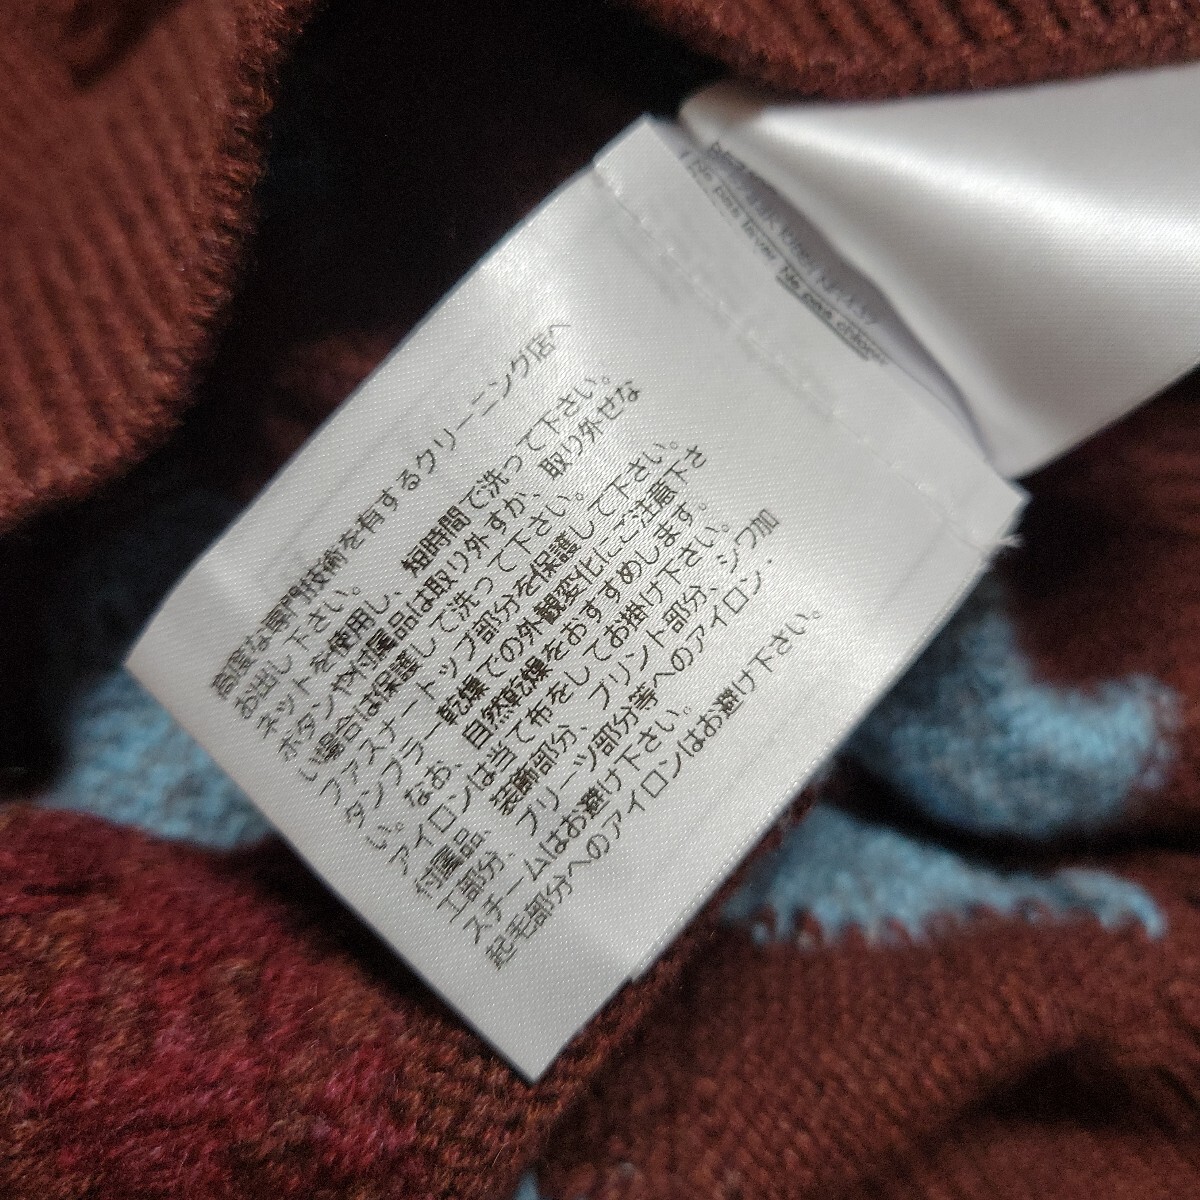 高度な専門技術を有するクリーニング店へ
お出し下さい。
ネットを使用し、短時間で洗って下さい。
ボタンや付属品は取り外すか、取り外せな
い場合は保護して洗って下さい。
ファスナートップ部分を保護して下さい。
タンブラー乾燥での外観変化にご注意下さ
い。なお、自然乾燥をおすすめします。
アイロンは当て布をしてお掛け下さい。
付属品、装飾部分、プリント部分、シワ加
工部分、プリーツ部分等へのアイロン・
スチームはお避け下さい。
起毛部分へのアイロンはお避け下さい。
Ne pas laver Ne pas chlorer